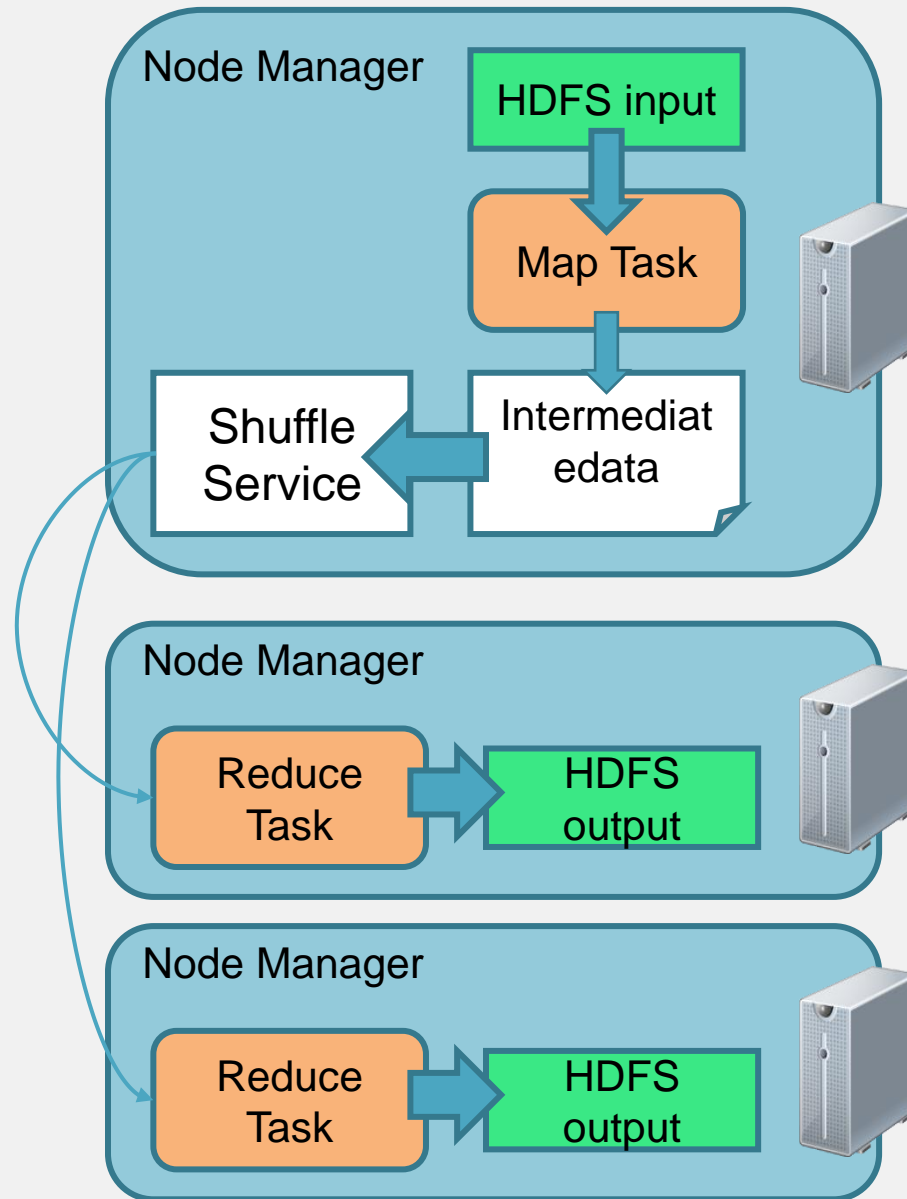 Node Manager
HDFS input
Map Task
Shuffle
Service
Intermediat
edata
Node Manager
Reduce
Task
HDFS
output
Node Manager
Reduce
Task
HDFS
output